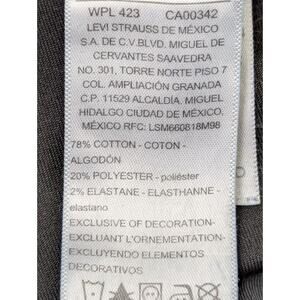 WPL 423 CA00342
LEVI STRAUSS DE MÉXICO
S.A. DE C.V.BLVD. MIGUEL DE
CERVANTES SAAVEDRA
NO. 301, TORRE NORTE PISO 7
COL. AMPLIACIÓN GRANADA
C.P. 11529 ALCALDÍA. MIGUEL
HIDALGO CIUDAD DE MÉXICO.
MÉXICO RFC: LSM660818M98
78% COTTON - COTON -
ALGODÓN
20% POLYESTER - poliéster
2% ELASTANE - ELASTHANNE -
elastano
EXCLUSIVE OF DECORATION-
EXCLUANT L'ORNEMENTATION-
EXCLUYENDO ELEMENTOS
DECORATIVOS